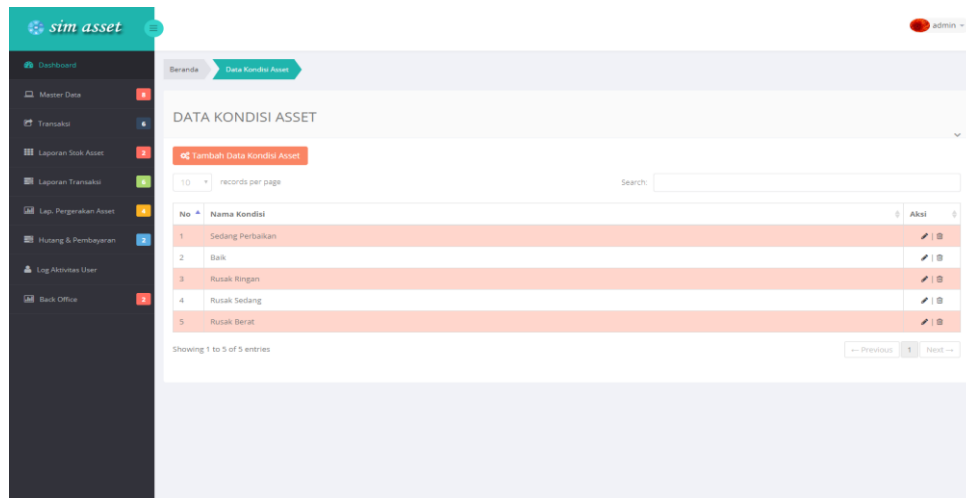 sim asset
admin
Dashboard
Master Data 8
Transaksi 6
Laporan Stok Asset 2
Laporan Transaksi 6
Lap. Pergerakan Asset 4
Hutang & Pembayaran 2
Log Aktivitas User
Back Office 2
Beranda Data Kondisi Asset
DATA KONDISI ASSET
Tambah Data Kondisi Asset
10 records per page Search:
No Nama Kondisi Aksi
1 Sedang Perbaikan |
2 Baik |
3 Rusak Ringan |
4 Rusak Sedang |
5 Rusak Berat |
Showing 1 to 5 of 5 entries
← Previous 1 Next →